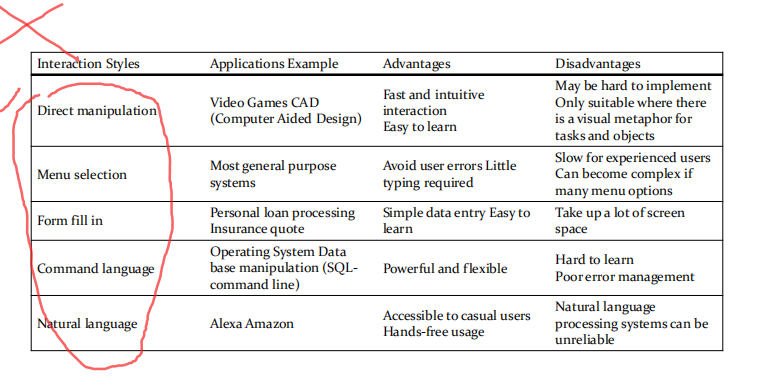 Interaction Styles Applications Example Advantages Disadvantages
Direct manipulation
Video Games CAD
(Computer Aided Design)
Fast and intuitive
interaction
Easy to learn
May be hard to implement
Only suitable where there
is a visual metaphor for
tasks and objects
Menu selection
Most general purpose
systems
Avoid user errors Little
typing required
Slow for experienced users
Can become complex if
many menu options
Form fill in
Personal loan processing
Insurance quote
Simple data entry Easy to
learn
Take up a lot of screen
space
Command language
Operating System Data
base manipulation (SQL-
command line)
Powerful and flexible
Hard to learn
Poor error management
Natural language
Alexa Amazon
Accessible to casual users
Hands-free usage
Natural language
processing systems can be
unreliable